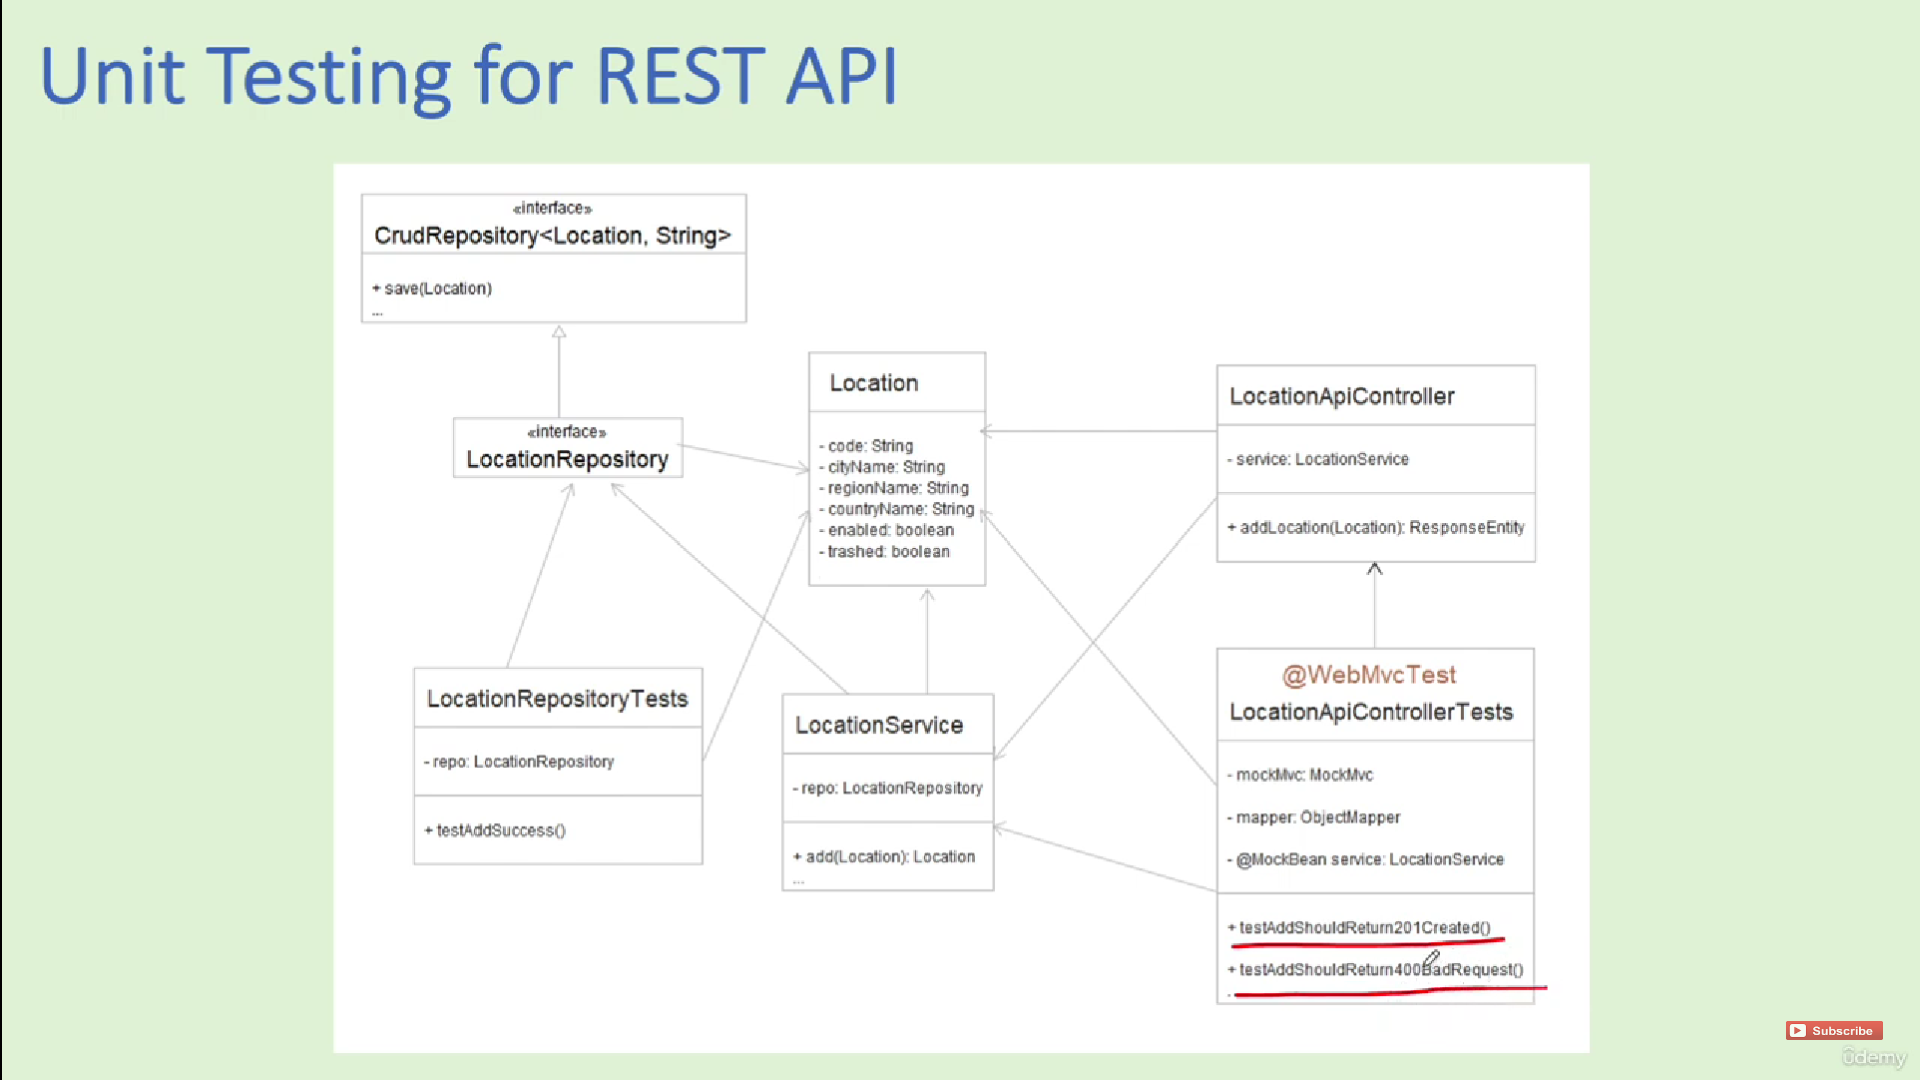 Unit Testing for REST API
«interface»
CrudRepository<Location, String>
+ save(Location)
...
«interface»
LocationRepository
Location
- code: String
- cityName: String
- regionName: String
- countryName: String
- enabled: boolean
- trashed: boolean
LocationApiController
- service: LocationService
+ addLocation(Location): ResponseEntity
LocationRepositoryTests
- repo: LocationRepository
+ testAddSuccess()
LocationService
- repo: LocationRepository
+ add(Location): Location
...
@WebMvcTest
LocationApiControllerTests
- mockMvc: MockMvc
- mapper: ObjectMapper
- @MockBean service: LocationService
+ testAddShouldReturn201Created()
+ testAddShouldReturn400BadRequest()
Subscribe
ûdemy